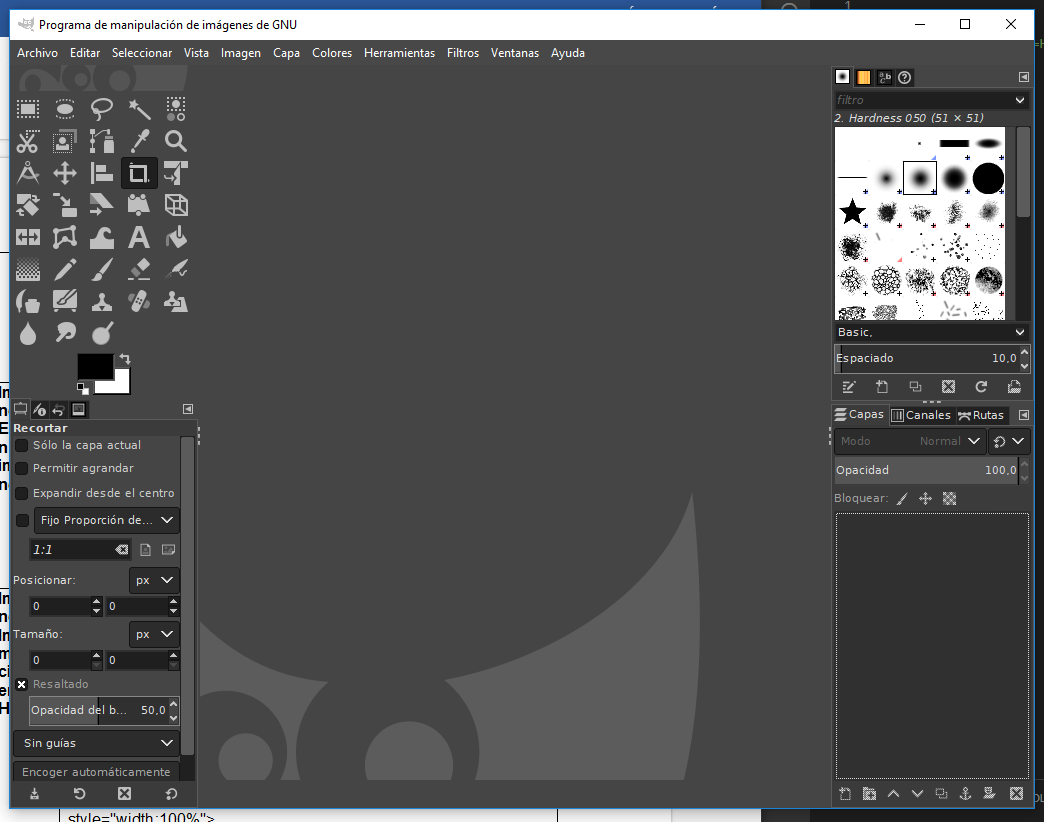 Programa de manipulación de imágenes de GNU
Archivo Editar Seleccionar Vista Imagen Capa Colores Herramientas Filtros Ventanas Ayuda
filtro
2. Hardness 050 (51 × 51)
Basic,
Espaciado 10,0
Capas Canales Rutas
Modo Normal
Opacidad 100,0
Bloquear:
Recortar
Sólo la capa actual
Permitir agrandar
Expandir desde el centro
Fijo Proporción de...
1:1
Posicionar: px
0 0
Tamaño: px
0 0
Resaltado
Opacidad del b... 50,0
Sin guías
Encoger automáticamente
style="width:100%">